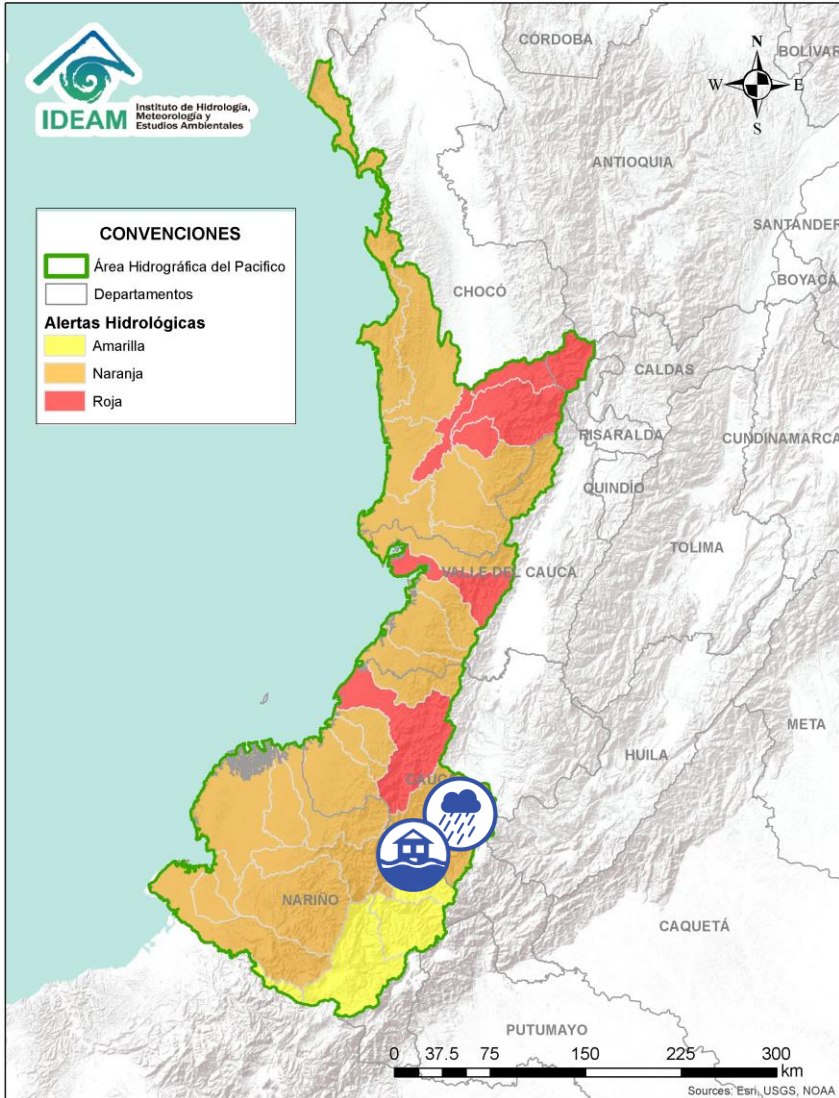 CÓRDOBA
BOLÍVAR
N
W
E
S
IDEAM
Instituto de Hidrología,
Meteorología y
Estudios Ambientales
ANTIOQUIA
SANTANDER
BOYACÁ
CONVENCIONES
Área Hidrográfica del Pacifico
Departamentos
Alertas Hidrológicas
Amarilla
Naranja
Roja
CHOCÓ
CALDAS
RISARALDA
CUNDINAMARCA
QUINDÍO
TOLIMA
VALLE DEL CAUCA
META
HUILA
CAUCA
NARIÑO
CAQUETÁ
PUTUMAYO
0 37.5 75 150 225 300
km
Sources: Esri, USGS, NOAA